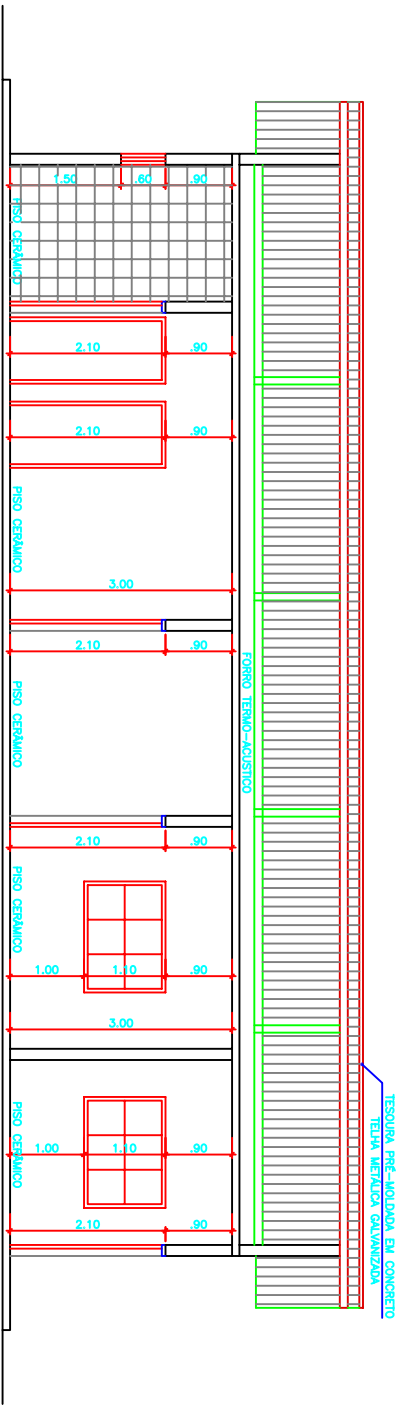 TESOURA PRÉ-MOLDADA EM CONCRETO
TELHA METÁLICA GALVANIZADA
FORRO TERMO-ACUSTICO
1.50
.60
.90
PISO CERÂMICO
2.10
.90
2.10
.90
PISO CERÂMICO
3.00
2.10
.90
PISO CERÂMICO
2.10
.90
PISO CERÂMICO
1.00
1.10
.90
3.00
PISO CERÂMICO
1.00
1.10
.90
2.10
.90